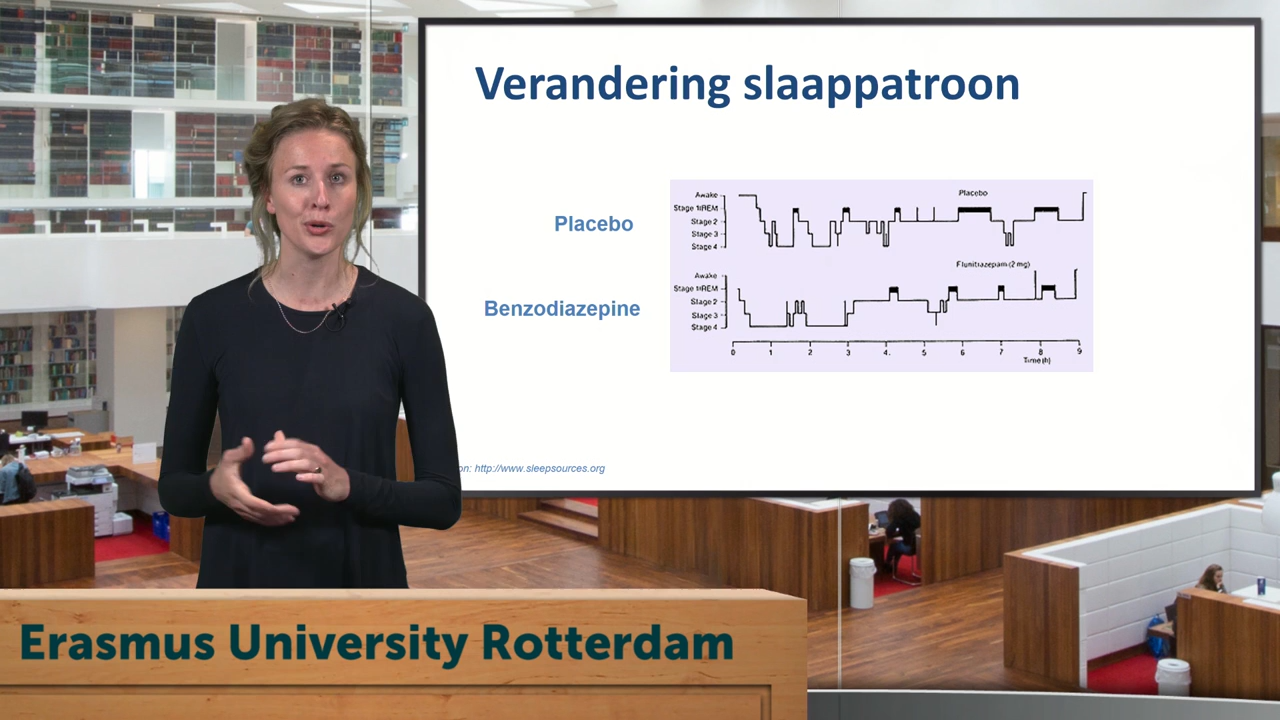 Verandering slaappatroon
Placebo
Benzodiazepine
Placebo
Awake
Stage 1/REM
Stage 2
Stage 3
Stage 4
Flunitrazepam (2 mg)
Awake
Stage 1/REM
Stage 2
Stage 3
Stage 4
0 1 2 3 4. 5 6 7 8 9
Time (h)
on: http://www.sleepsources.org
Erasmus University Rotterdam